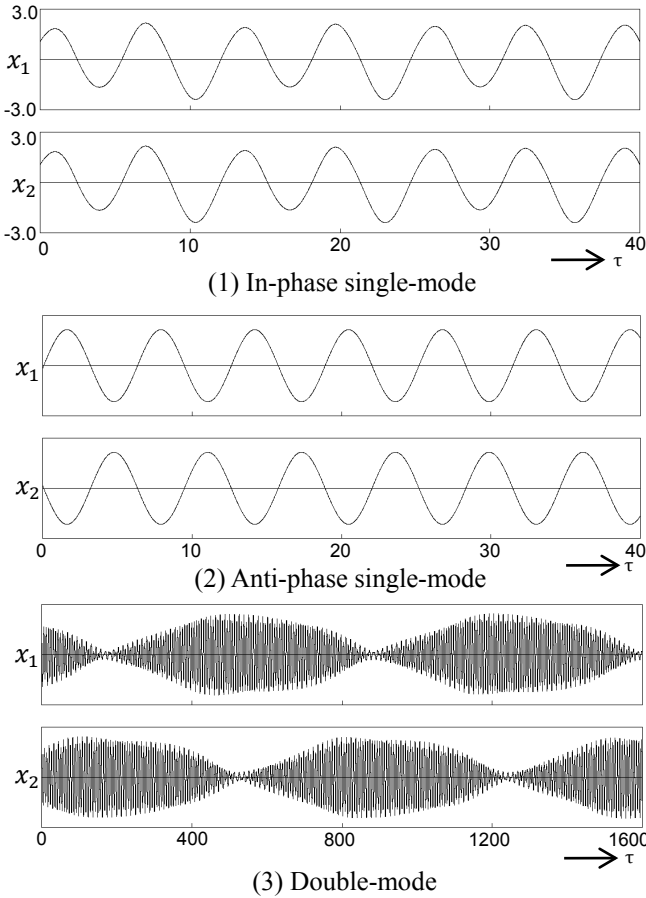 3.0
x₁
-3.0
3.0
x₂
-3.0
0 10 20 30 40
τ
(1) In-phase single-mode
x₁
x₂
0 10 20 30 40
τ
(2) Anti-phase single-mode
x₁
x₂
0 400 800 1200 1600
τ
(3) Double-mode